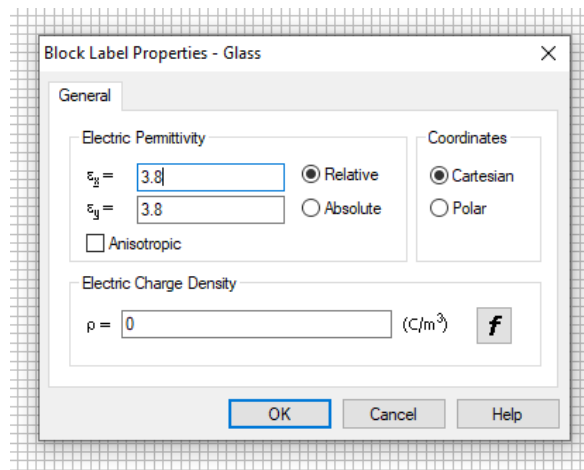 Block Label Properties - Glass
General
Electric Permittivity
Coordinates
εx = 3.8 Relative Cartesian
εy = 3.8 Absolute Polar
Anisotropic
Electric Charge Density
ρ = 0 (C/m³) f
OK Cancel Help